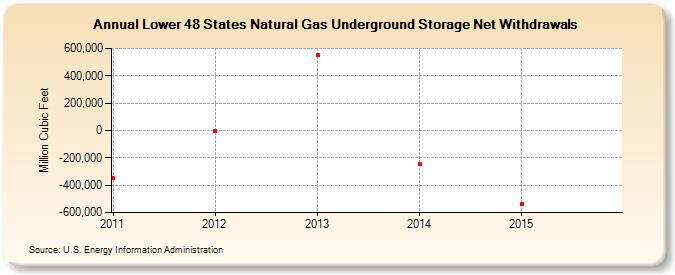 Annual Lower 48 States Natural Gas Underground Storage Net Withdrawals
Million Cubic Feet
600,000
400,000
200,000
0
-200,000
-400,000
-600,000
2011 2012 2013 2014 2015
Source: U.S. Energy Information Administration